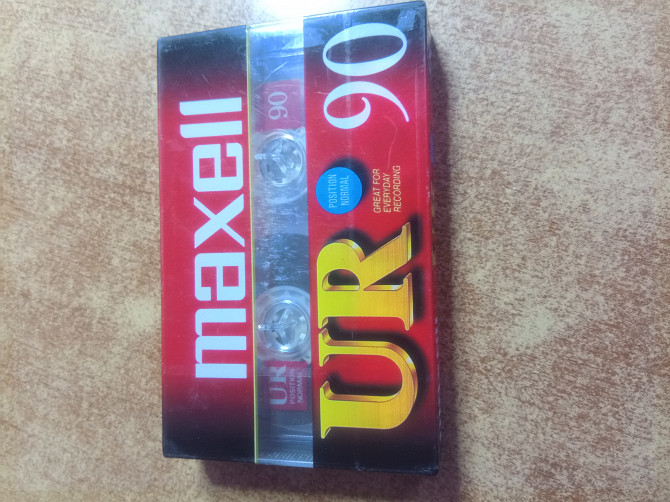 maxell
90
UR
POSITION
NORMAL
UR 90
POSITION
NORMAL
GREAT FOR
EVERYDAY
RECORDING